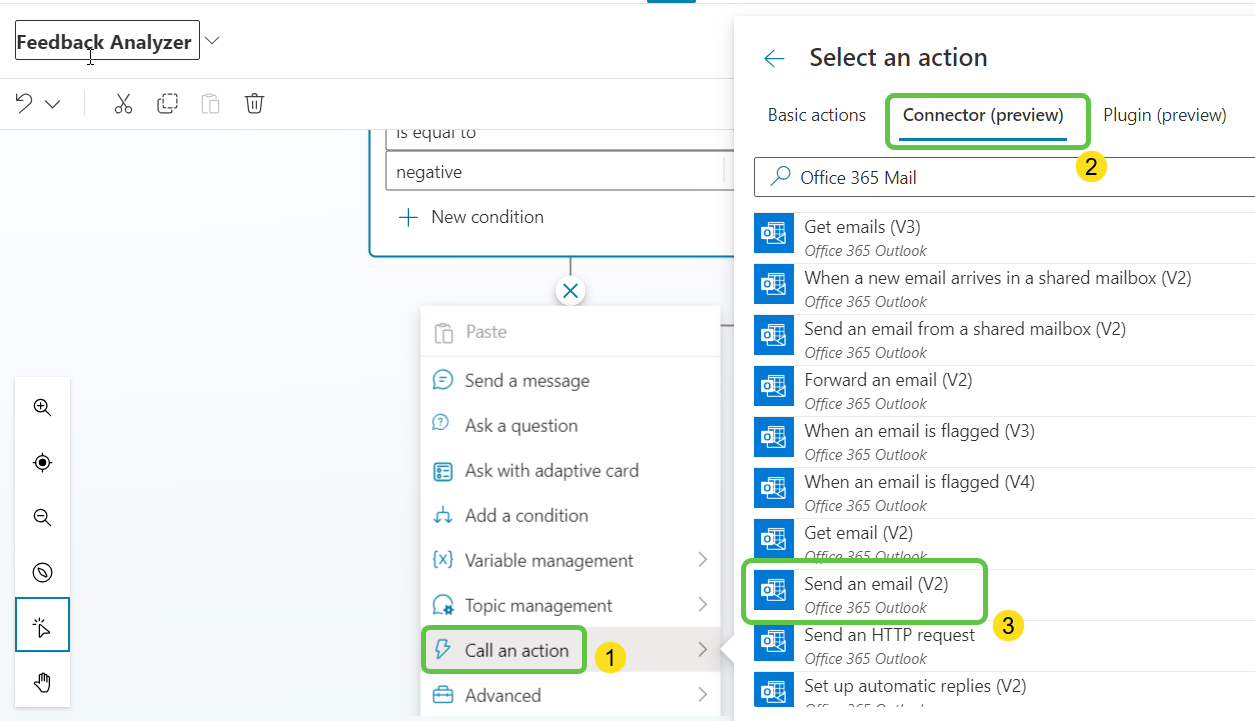 Feedback Analyzer
is equal to
negative
New condition
Paste
Send a message
Ask a question
Ask with adaptive card
Add a condition
{x} Variable management
Topic management
Call an action
1
Advanced
Select an action
Basic actions
Connector (preview)
Plugin (preview)
2
Office 365 Mail
Get emails (V3)
Office 365 Outlook
When a new email arrives in a shared mailbox (V2)
Office 365 Outlook
Send an email from a shared mailbox (V2)
Office 365 Outlook
Forward an email (V2)
Office 365 Outlook
When an email is flagged (V3)
Office 365 Outlook
When an email is flagged (V4)
Office 365 Outlook
Get email (V2)
Office 365 Outlook
Send an email (V2)
Office 365 Outlook
3
Send an HTTP request
Office 365 Outlook
Set up automatic replies (V2)
Office 365 Outlook